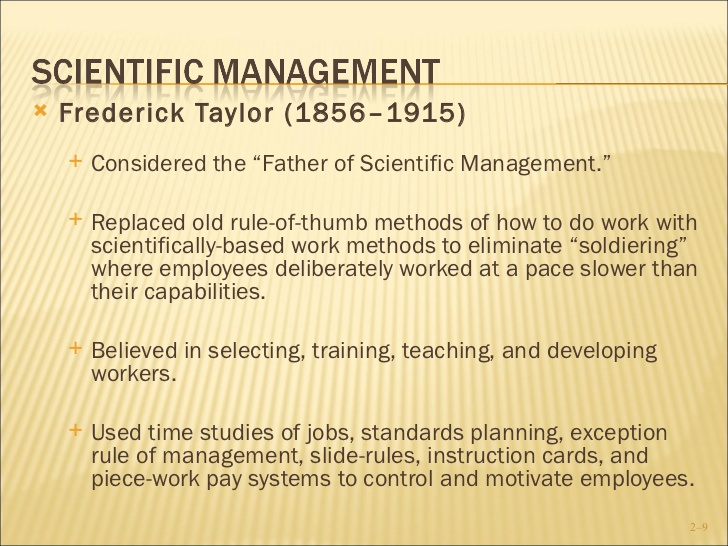 SCIENTIFIC MANAGEMENT
Frederick Taylor (1856–1915)
Considered the “Father of Scientific Management.”
Replaced old rule-of-thumb methods of how to do work with
scientifically-based work methods to eliminate “soldiering”
where employees deliberately worked at a pace slower than
their capabilities.
Believed in selecting, training, teaching, and developing
workers.
Used time studies of jobs, standards planning, exception
rule of management, slide-rules, instruction cards, and
piece-work pay systems to control and motivate employees.
2–9